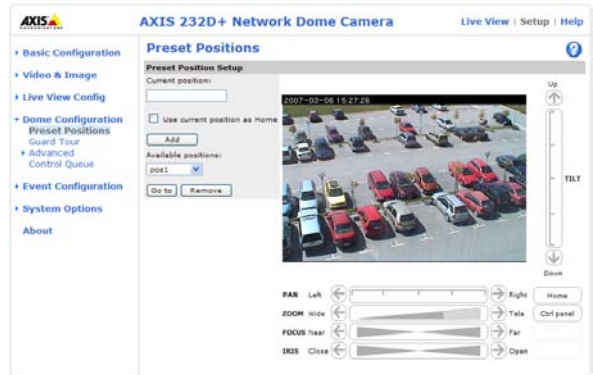 AXIS
AXIS 232D+ Network Dome Camera
Live View | Setup | Help
Basic Configuration
Video & Image
Live View Config
Dome Configuration
Preset Positions
Guard Tour
Advanced
Control Queue
Event Configuration
System Options
About
Preset Positions
Preset Position Setup
Current position:
Use current position as Home
Add
Available positions:
pos1
Go to
Remove
2007-03-06 15:27:26
Up
TILT
Down
PAN Left Right Home
ZOOM Wide Tele Ctrl panel
FOCUS Near Far
IRIS Close Open